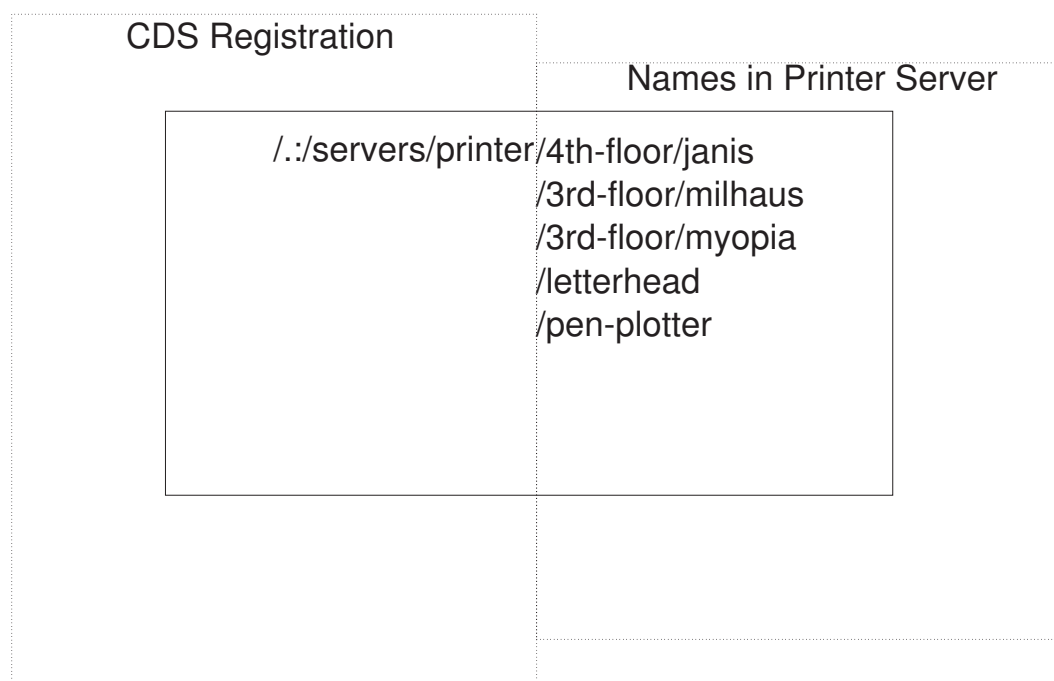 CDS Registration
Names in Printer Server
/.:/servers/printer/4th-floor/janis
/3rd-floor/milhaus
/3rd-floor/myopia
/letterhead
/pen-plotter